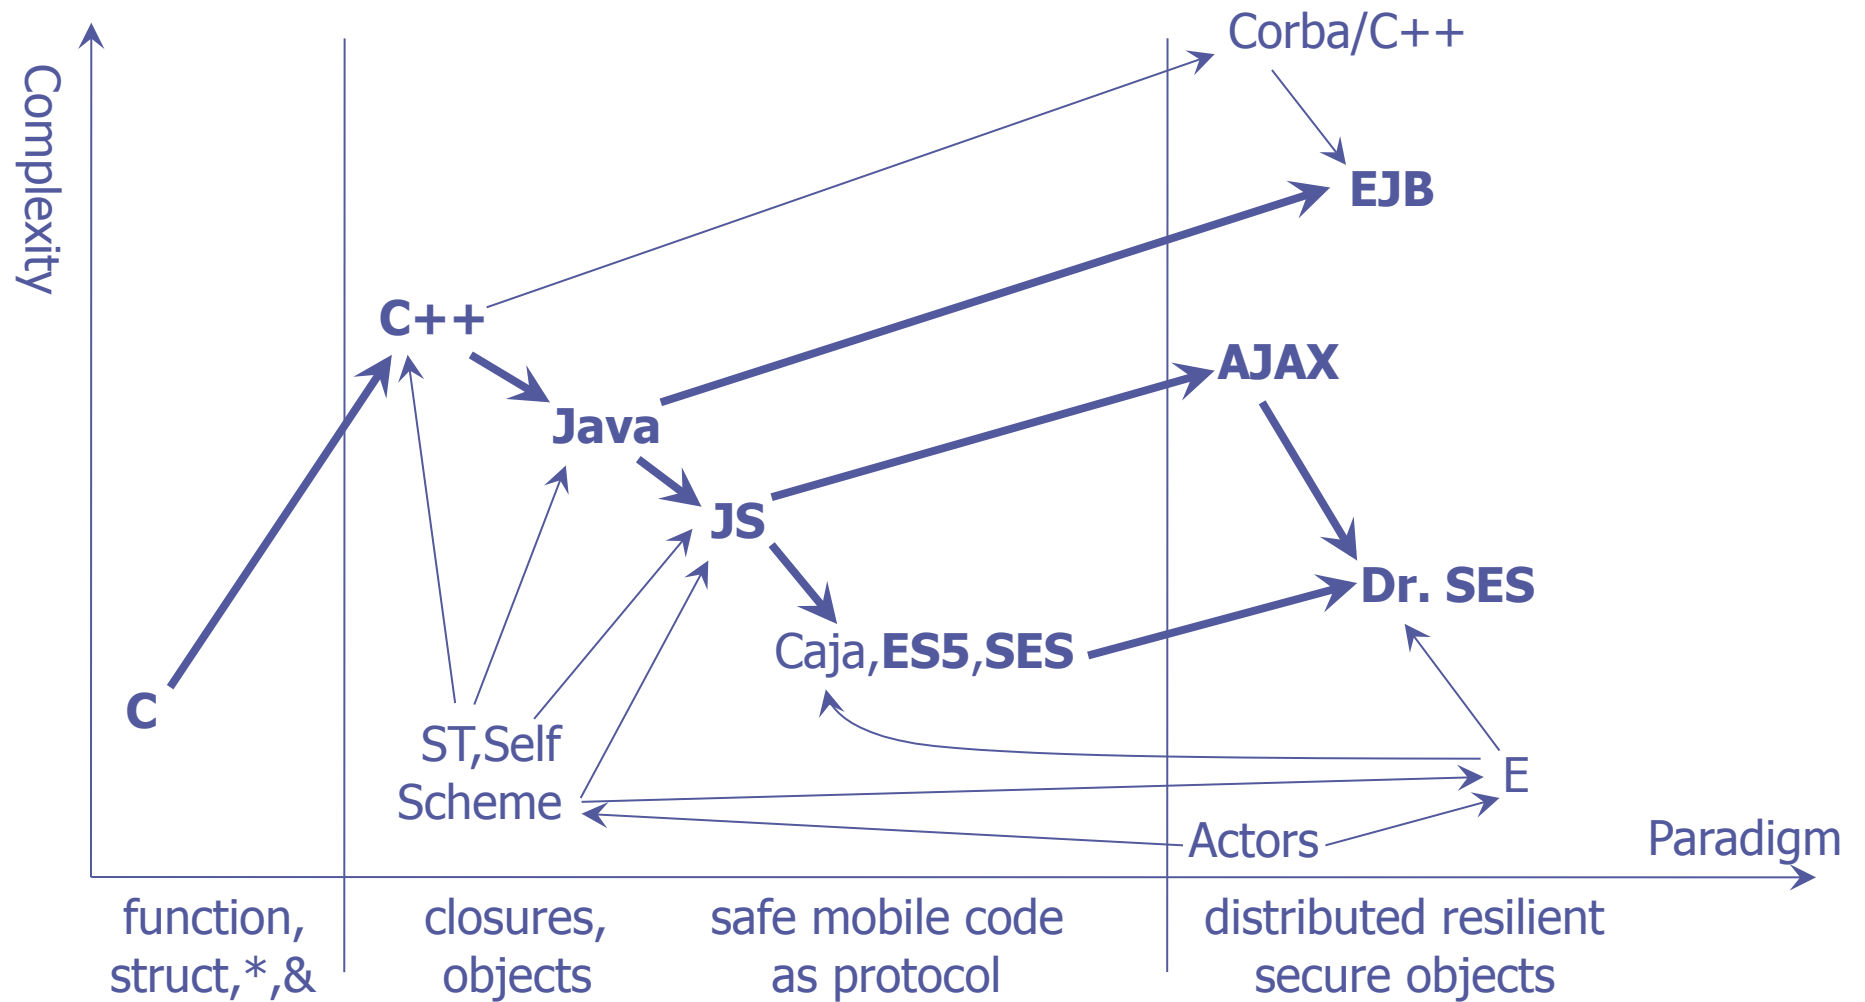 Complexity
Corba/C++
EJB
C++
AJAX
Java
JS
Dr. SES
Caja,ES5,SES
C
ST,Self
Scheme
E
Actors
Paradigm
function,
struct,*,&
closures,
objects
safe mobile code
as protocol
distributed resilient
secure objects